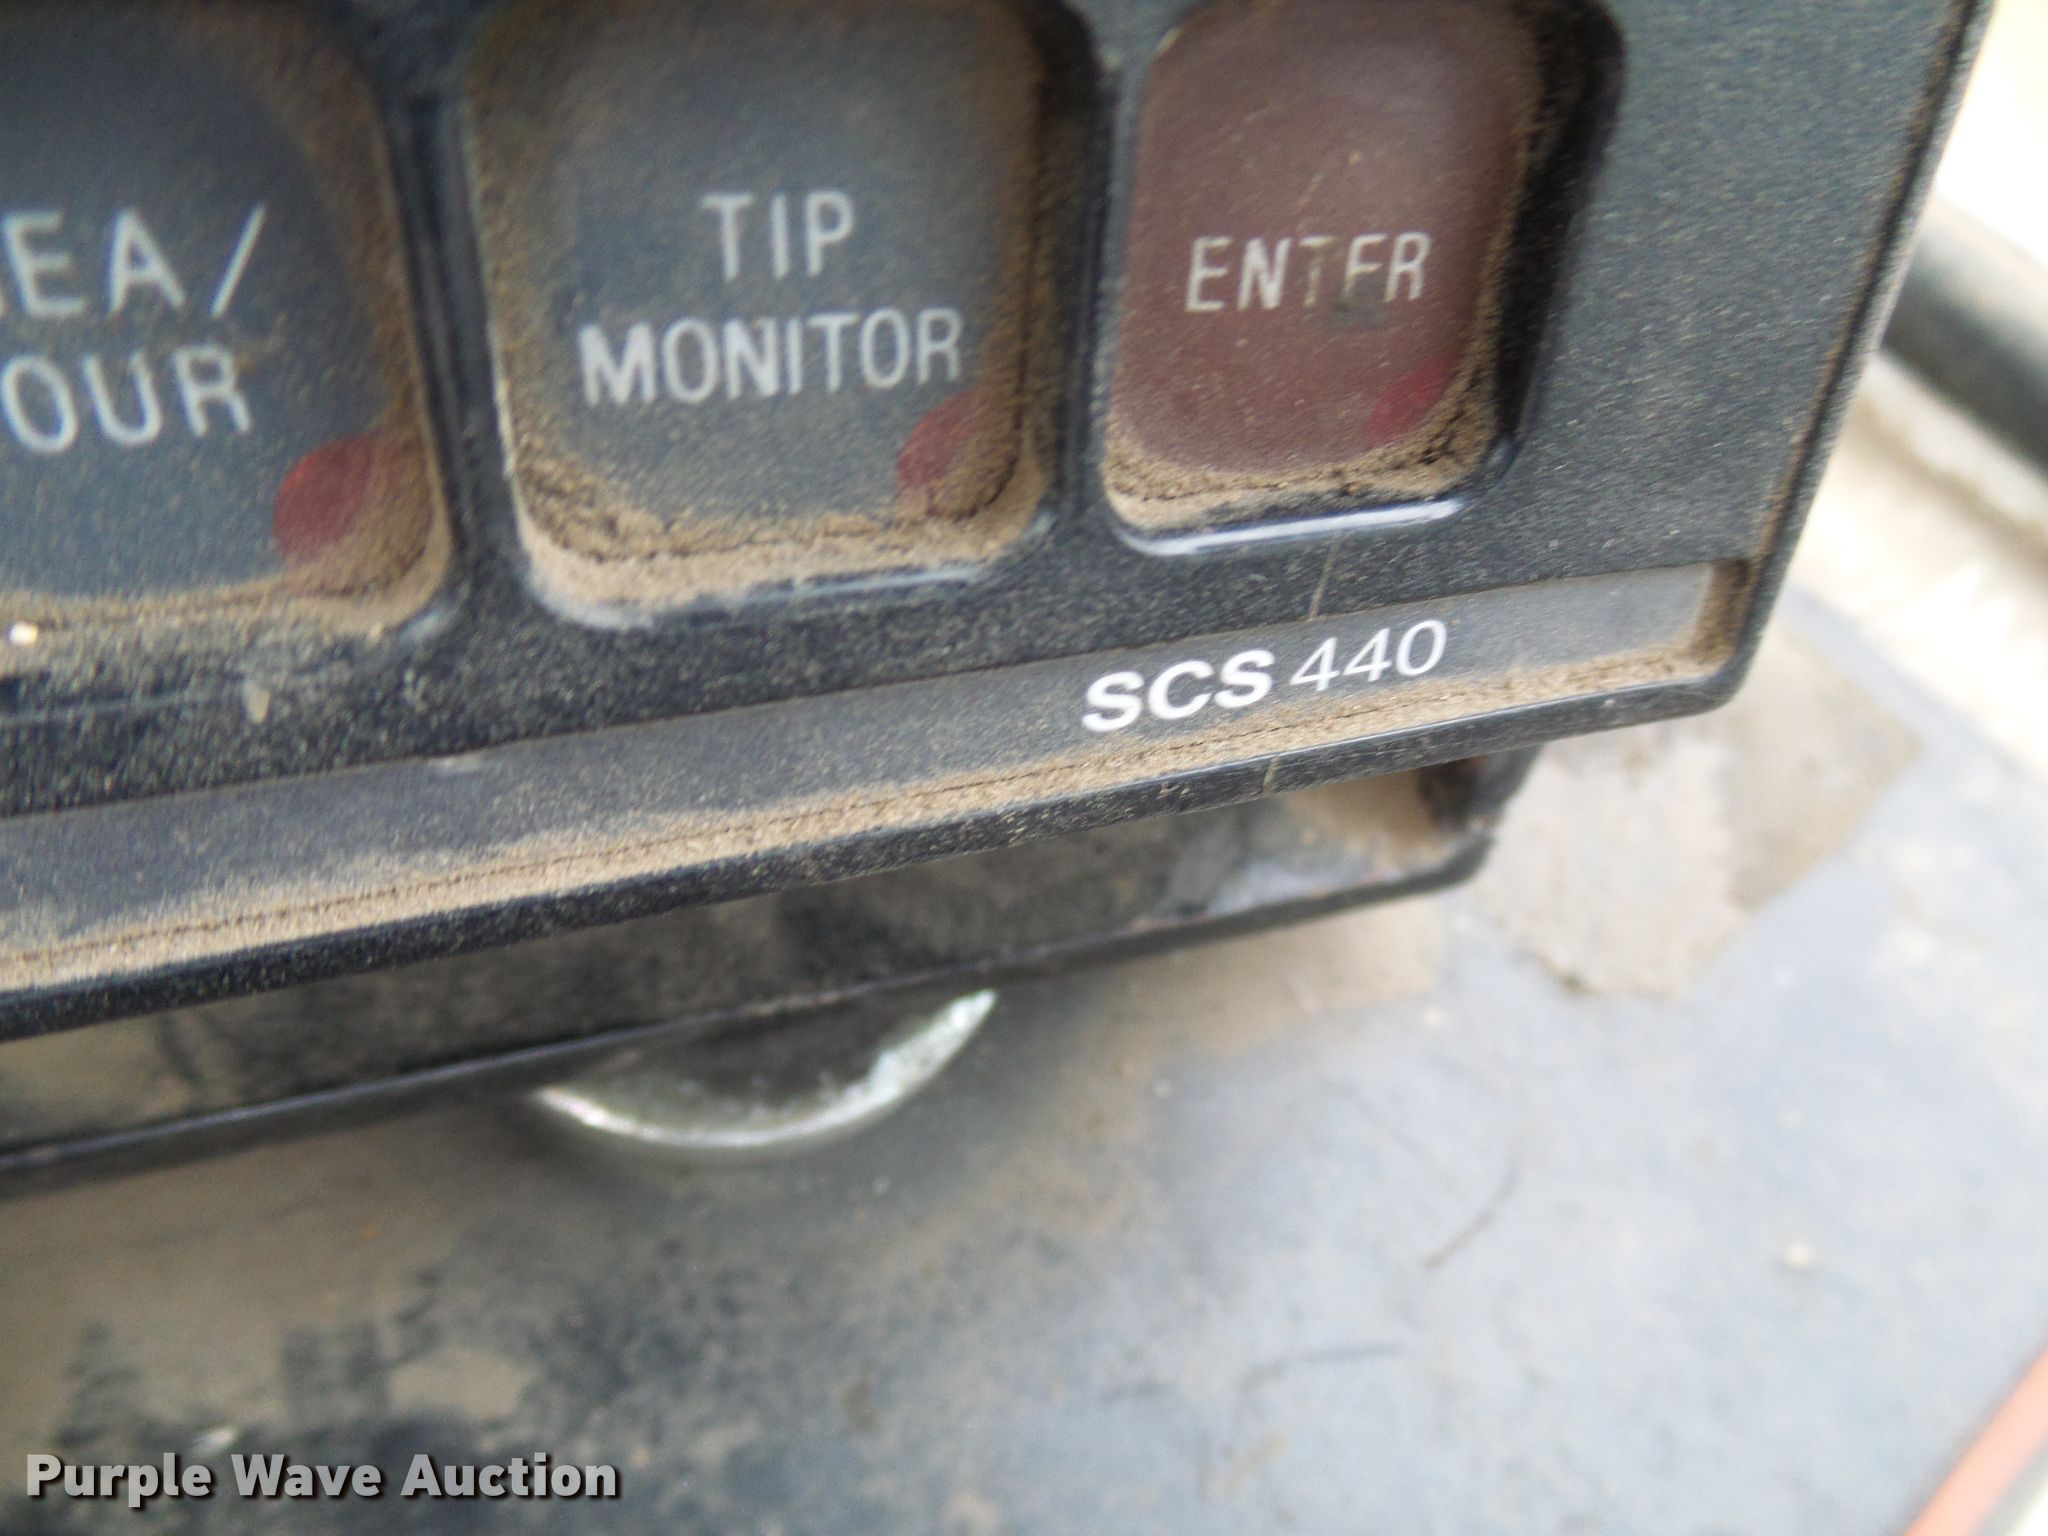 EA/
OUR
TIP
MONITOR
ENTER
SCS 440
Purple Wave Auction